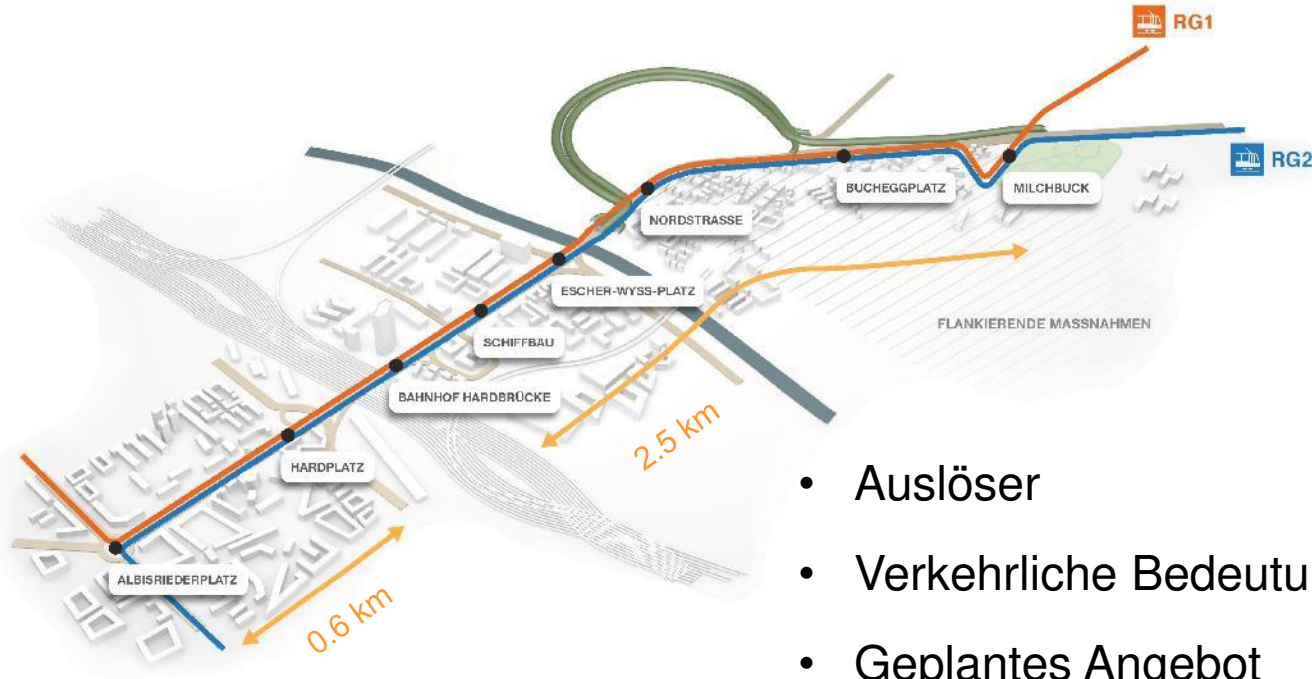 RG1
RG2
BUCHEGGPLATZ
MILCHBUCK
NORDSTRASSE
ESCHER-WYSS-PLATZ
FLANKIERENDE MASSNAHMEN
SCHIFFBAU
BAHNHOF HARDBRÜCKE
2.5 km
HARDPLATZ
• Auslöser
• Verkehrliche Bedeutu
ALBISRIEDERPLATZ
0.6 km
• Geplantes Angebot